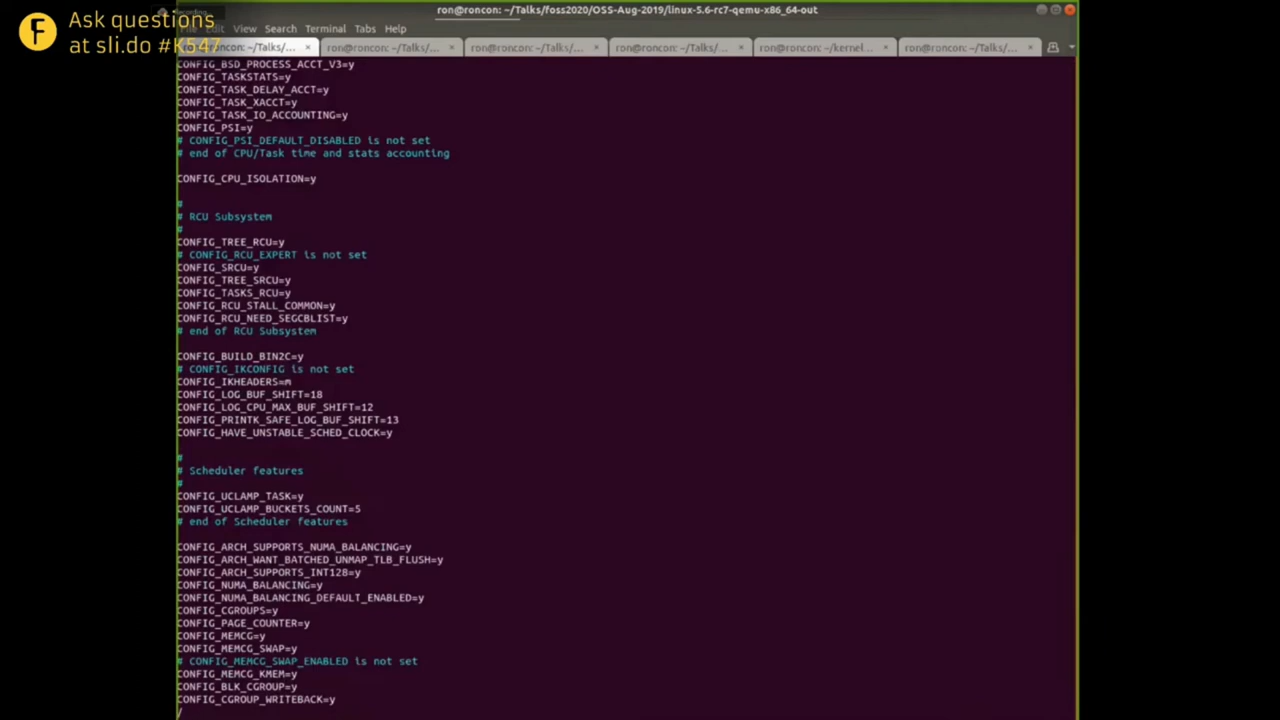 Ask questions
at sli.do #K547
F
ron@roncon: ~/Talks/foss2020/OSS-Aug-2019/linux-5.6-rc7-qemu-x86_64-out
Edit View Search Terminal Tabs Help
roncon: ~/Talks/... × ron@roncon: ~/Talks/... × ron@roncon: ~/Talks/... × ron@roncon: ~/Talks/... × ron@roncon: ~/kernel... × ron@roncon: ~/Talks/... ×
CONFIG_BSD_PROCESS_ACCT_V3=y
CONFIG_TASKSTATS=y
CONFIG_TASK_DELAY_ACCT=y
CONFIG_TASK_XACCT=y
CONFIG_TASK_IO_ACCOUNTING=y
CONFIG_PSI=y
# CONFIG_PSI_DEFAULT_DISABLED is not set
# end of CPU/Task time and stats accounting
CONFIG_CPU_ISOLATION=y
#
# RCU Subsystem
#
CONFIG_TREE_RCU=y
# CONFIG_RCU_EXPERT is not set
CONFIG_SRCU=y
CONFIG_TREE_SRCU=y
CONFIG_TASKS_RCU=y
CONFIG_RCU_STALL_COMMON=y
CONFIG_RCU_NEED_SEGCBLIST=y
# end of RCU Subsystem
CONFIG_BUILD_BIN2C=y
# CONFIG_IKCONFIG is not set
CONFIG_IKHEADERS=m
CONFIG_LOG_BUF_SHIFT=18
CONFIG_LOG_CPU_MAX_BUF_SHIFT=12
CONFIG_PRINTK_SAFE_LOG_BUF_SHIFT=13
CONFIG_HAVE_UNSTABLE_SCHED_CLOCK=y
#
# Scheduler features
#
CONFIG_UCLAMP_TASK=y
CONFIG_UCLAMP_BUCKETS_COUNT=5
# end of Scheduler features
CONFIG_ARCH_SUPPORTS_NUMA_BALANCING=y
CONFIG_ARCH_WANT_BATCHED_UNMAP_TLB_FLUSH=y
CONFIG_ARCH_SUPPORTS_INT128=y
CONFIG_NUMA_BALANCING=y
CONFIG_NUMA_BALANCING_DEFAULT_ENABLED=y
CONFIG_CGROUPS=y
CONFIG_PAGE_COUNTER=y
CONFIG_MEMCG=y
CONFIG_MEMCG_SWAP=y
# CONFIG_MEMCG_SWAP_ENABLED is not set
CONFIG_MEMCG_KMEM=y
CONFIG_BLK_CGROUP=y
CONFIG_CGROUP_WRITEBACK=y
/